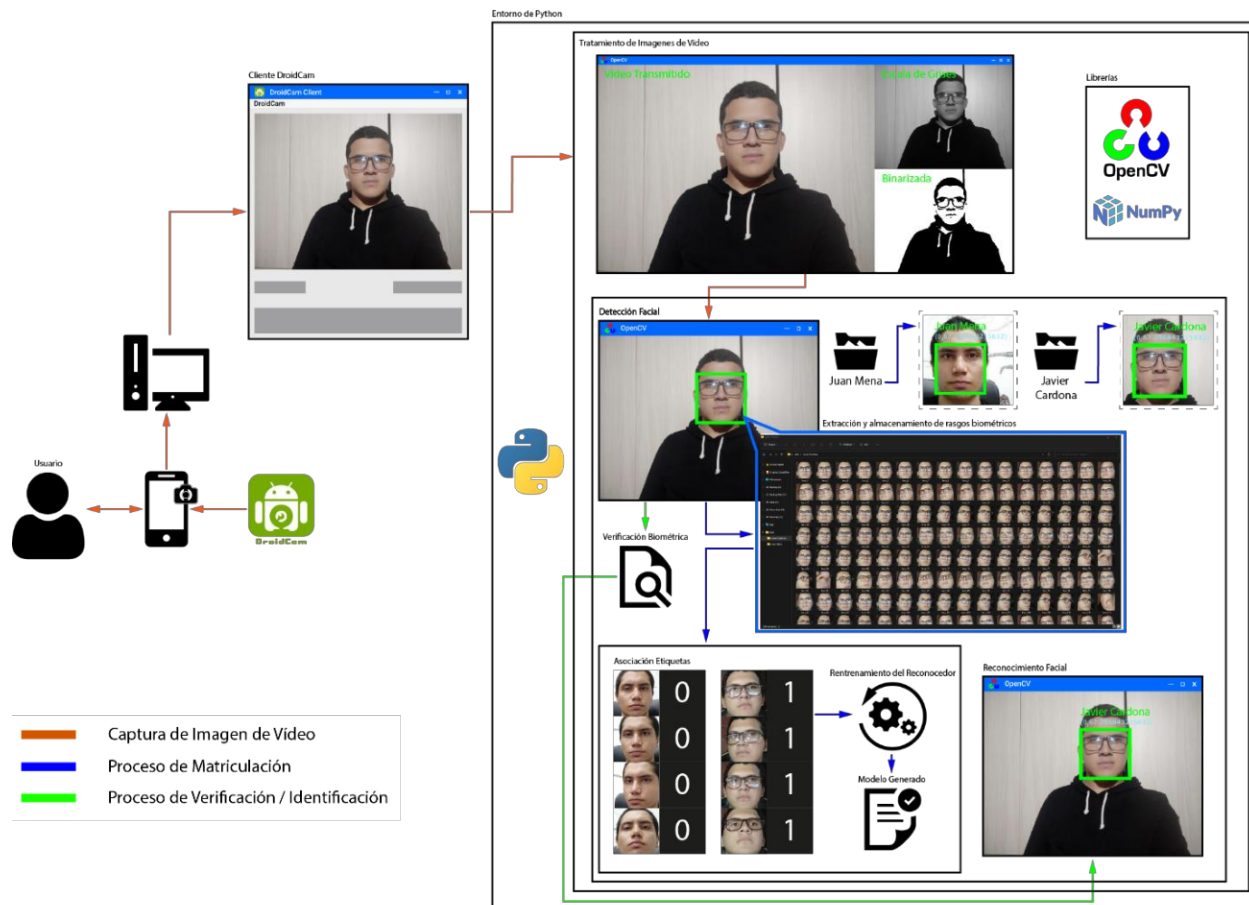 Entorno de Python
Tratamiento de Imagenes de Video
Cliente DroidCam
DroidCam Client
DroidCam
OpenCV
Video Transmitido
Escala de Grises
Binarizada
Librerías
OpenCV
NumPy
Detección Facial
OpenCV
Juan Mena
Juan Mena
Javier
Cardona
Javier Cardona
Extracción y almacenamiento de rasgos biométricos
Usuario
DroidCam
Verificación Biométrica
Asociación Etiquetas
0
1
0
1
0
1
0
1
Rentrenamiento del Reconocedor
Modelo Generado
Reconocimiento Facial
OpenCV
Javier Cardona
Captura de Imagen de Vídeo
Proceso de Matriculación
Proceso de Verificación / Identificación